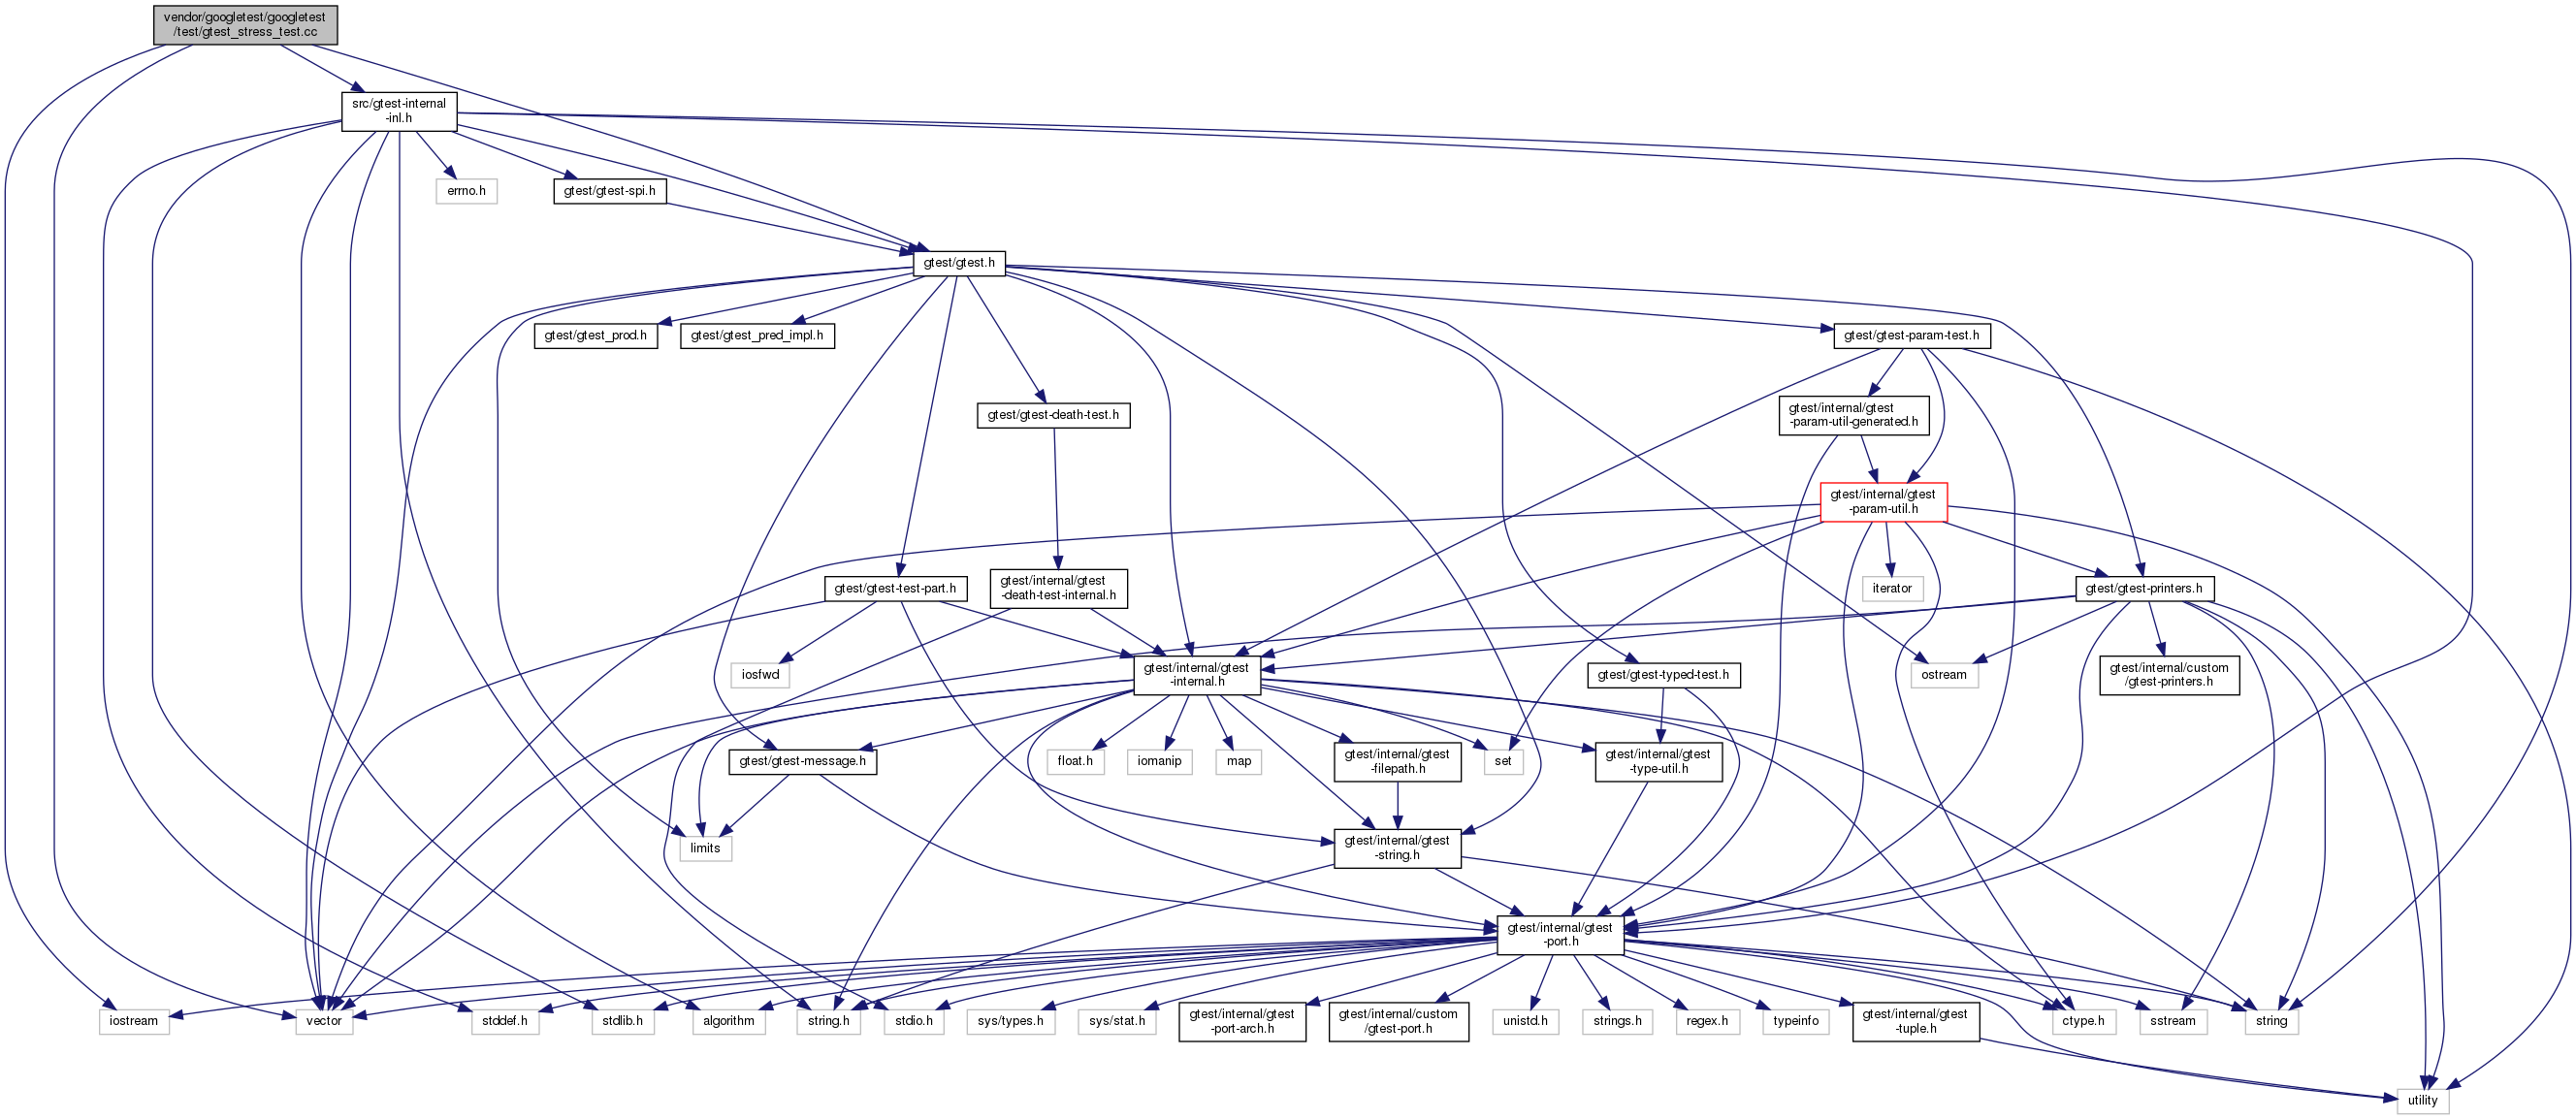 vendor/googletest/googletest
/test/gtest_stress_test.cc
src/gtest-internal
-inl.h
errno.h
gtest/gtest-spi.h
gtest/gtest.h
gtest/gtest_prod.h
gtest/gtest_pred_impl.h
gtest/gtest-param-test.h
gtest/gtest-death-test.h
gtest/internal/gtest
-param-util-generated.h
gtest/internal/gtest
-param-util.h
gtest/gtest-test-part.h
gtest/internal/gtest
-death-test-internal.h
iterator
gtest/gtest-printers.h
iosfwd
gtest/internal/gtest
-internal.h
gtest/gtest-typed-test.h
ostream
gtest/internal/custom
/gtest-printers.h
gtest/gtest-message.h
float.h
iomanip
map
gtest/internal/gtest
-filepath.h
set
gtest/internal/gtest
-type-util.h
limits
gtest/internal/gtest
-string.h
gtest/internal/gtest
-port.h
iostream
vector
stddef.h
stdlib.h
algorithm
string.h
stdio.h
sys/types.h
sys/stat.h
gtest/internal/gtest
-port-arch.h
gtest/internal/custom
/gtest-port.h
unistd.h
strings.h
regex.h
typeinfo
gtest/internal/gtest
-tuple.h
ctype.h
sstream
string
utility